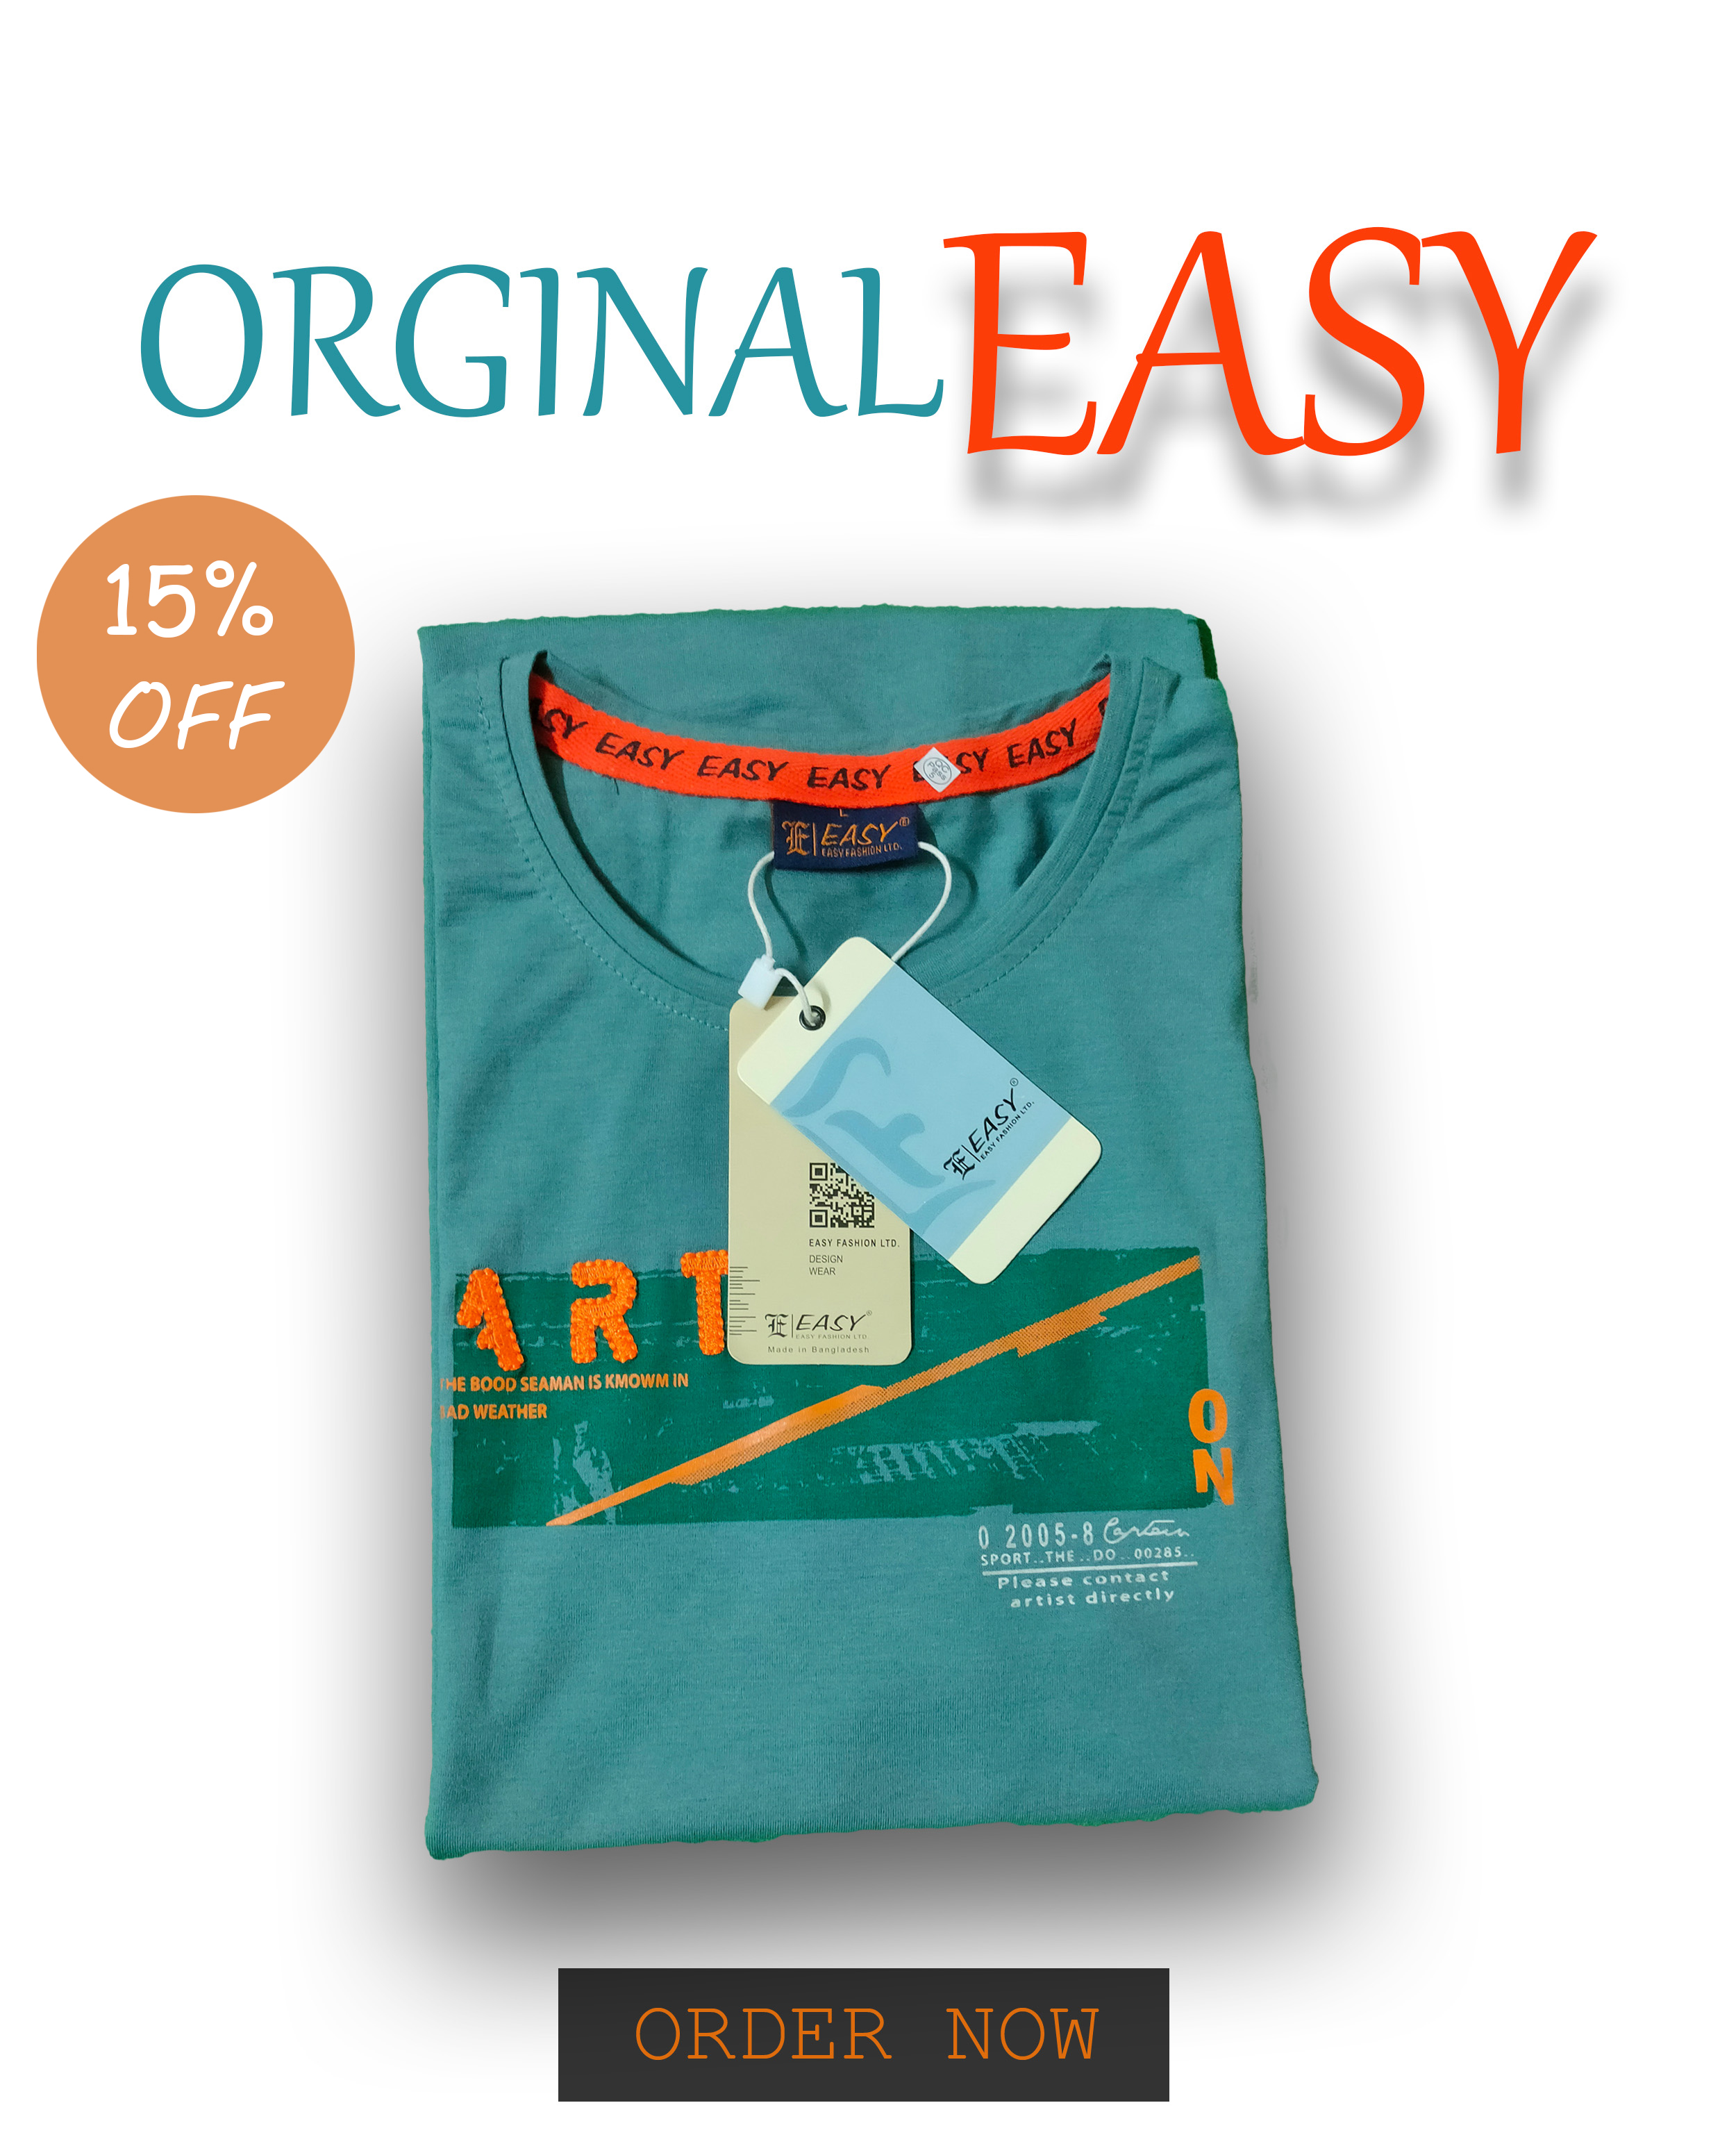 ORGINAL EASY
15%
OFF
EASY EASY EASY EASY
L
E|EASY®
EASY FASHION LTD.
E|EASY®
EASY FASHION LTD.
EASY FASHION LTD.
DESIGN
WEAR
E|EASY®
EASY FASHION LTD.
Made in Bangladesh
ART
HE BOOD SEAMAN IS KMOWM IN
AD WEATHER
O
N
0 2005-8
SPORT..THE..DO..00285..
Please contact
artist directly
ORDER NOW